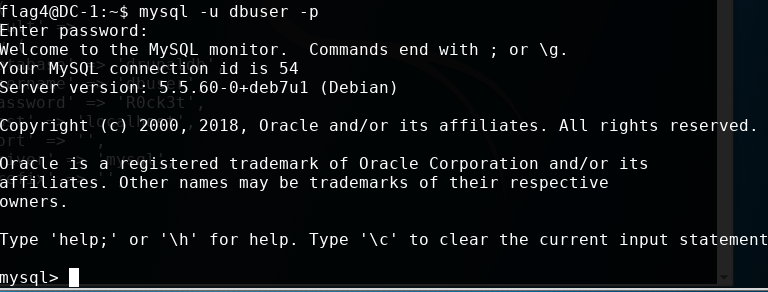 flag4@DC-1:~$ mysql -u dbuser -p
Enter password:
Welcome to the MySQL monitor.  Commands end with ; or \g.
Your MySQL connection id is 54
Server version: 5.5.60-0+deb7u1 (Debian)
Copyright (c) 2000, 2018, Oracle and/or its affiliates. All rights reserved.
Oracle is a registered trademark of Oracle Corporation and/or its
affiliates. Other names may be trademarks of their respective
owners.
Type 'help;' or '\h' for help. Type '\c' to clear the current input statement
mysql>